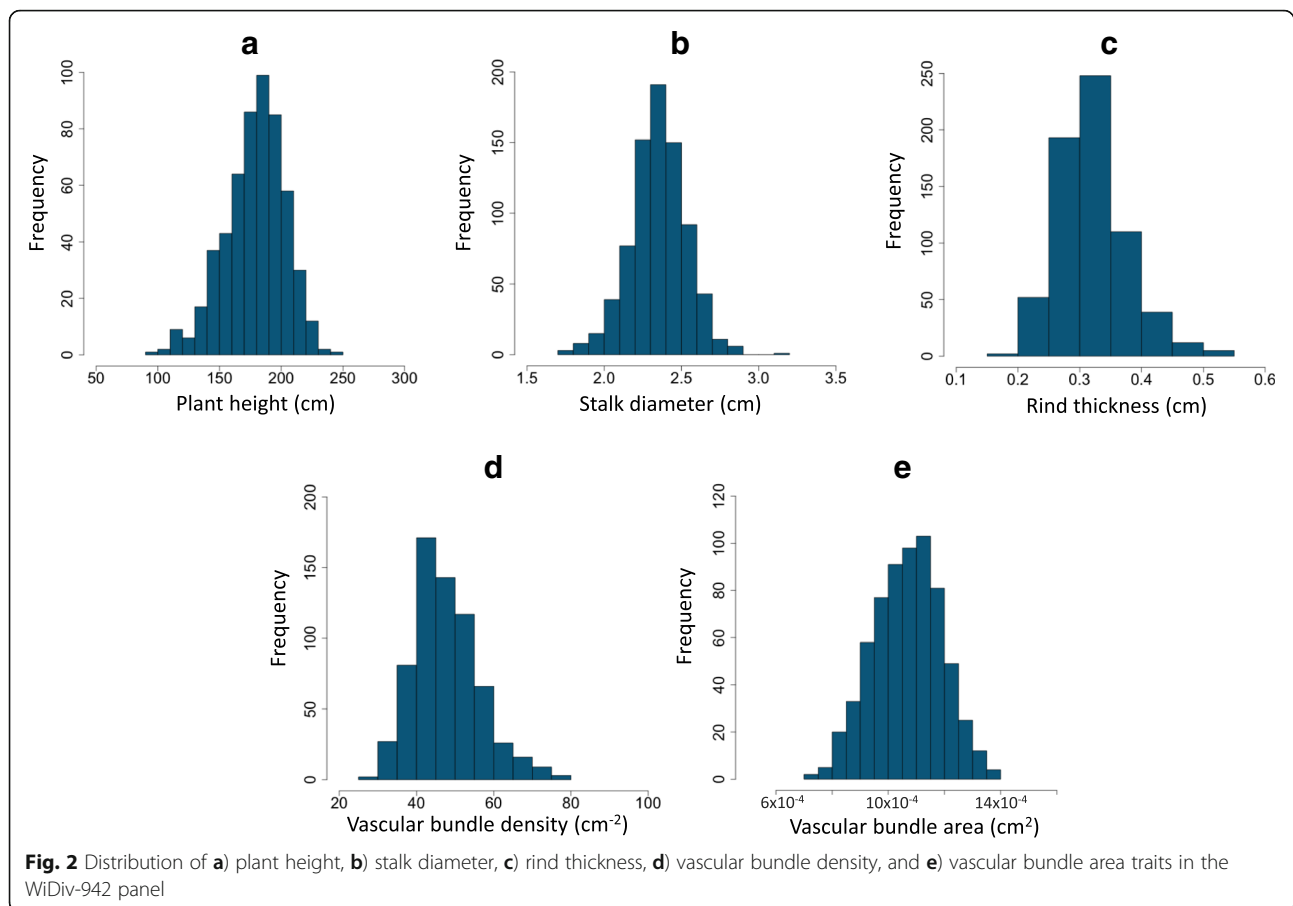 a
b
c
Frequency
0 20 40 60 80 100
50 100 150 200 250 300
Plant height (cm)
Frequency
0 50 100 150 200
1.5 2.0 2.5 3.0 3.5
Stalk diameter (cm)
Frequency
0 50 100 150 200 250
0.1 0.2 0.3 0.4 0.5 0.6
Rind thickness (cm)
d
e
Frequency
0 50 100 150 200
20 40 60 80 100
Vascular bundle density (cm⁻²)
Frequency
0 20 40 60 80 100 120
6x10⁻⁴ 10x10⁻⁴ 14x10⁻⁴
Vascular bundle area (cm²)
Fig. 2 Distribution of a) plant height, b) stalk diameter, c) rind thickness, d) vascular bundle density, and e) vascular bundle area traits in the
WiDiv-942 panel